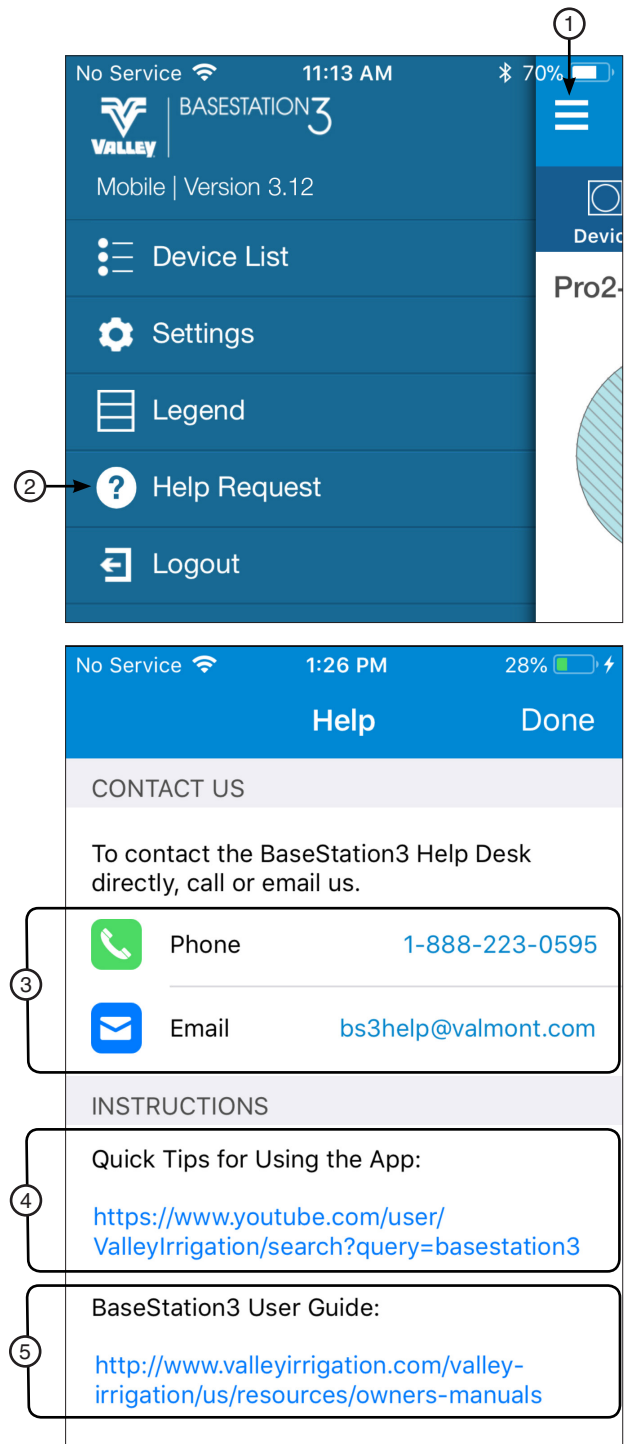 1
No Service 11:13 AM 70%
VALLEY BASESTATION3
Mobile | Version 3.12
Devic
Device List
Pro2-
Settings
Legend
2 ? Help Request
Logout
No Service 1:26 PM 28%
Help Done
CONTACT US
To contact the BaseStation3 Help Desk
directly, call or email us.
3
Phone 1-888-223-0595
Email bs3help@valmont.com
INSTRUCTIONS
Quick Tips for Using the App:
4
https://www.youtube.com/user/
ValleyIrrigation/search?query=basestation3
BaseStation3 User Guide:
5
http://www.valleyirrigation.com/valley-
irrigation/us/resources/owners-manuals